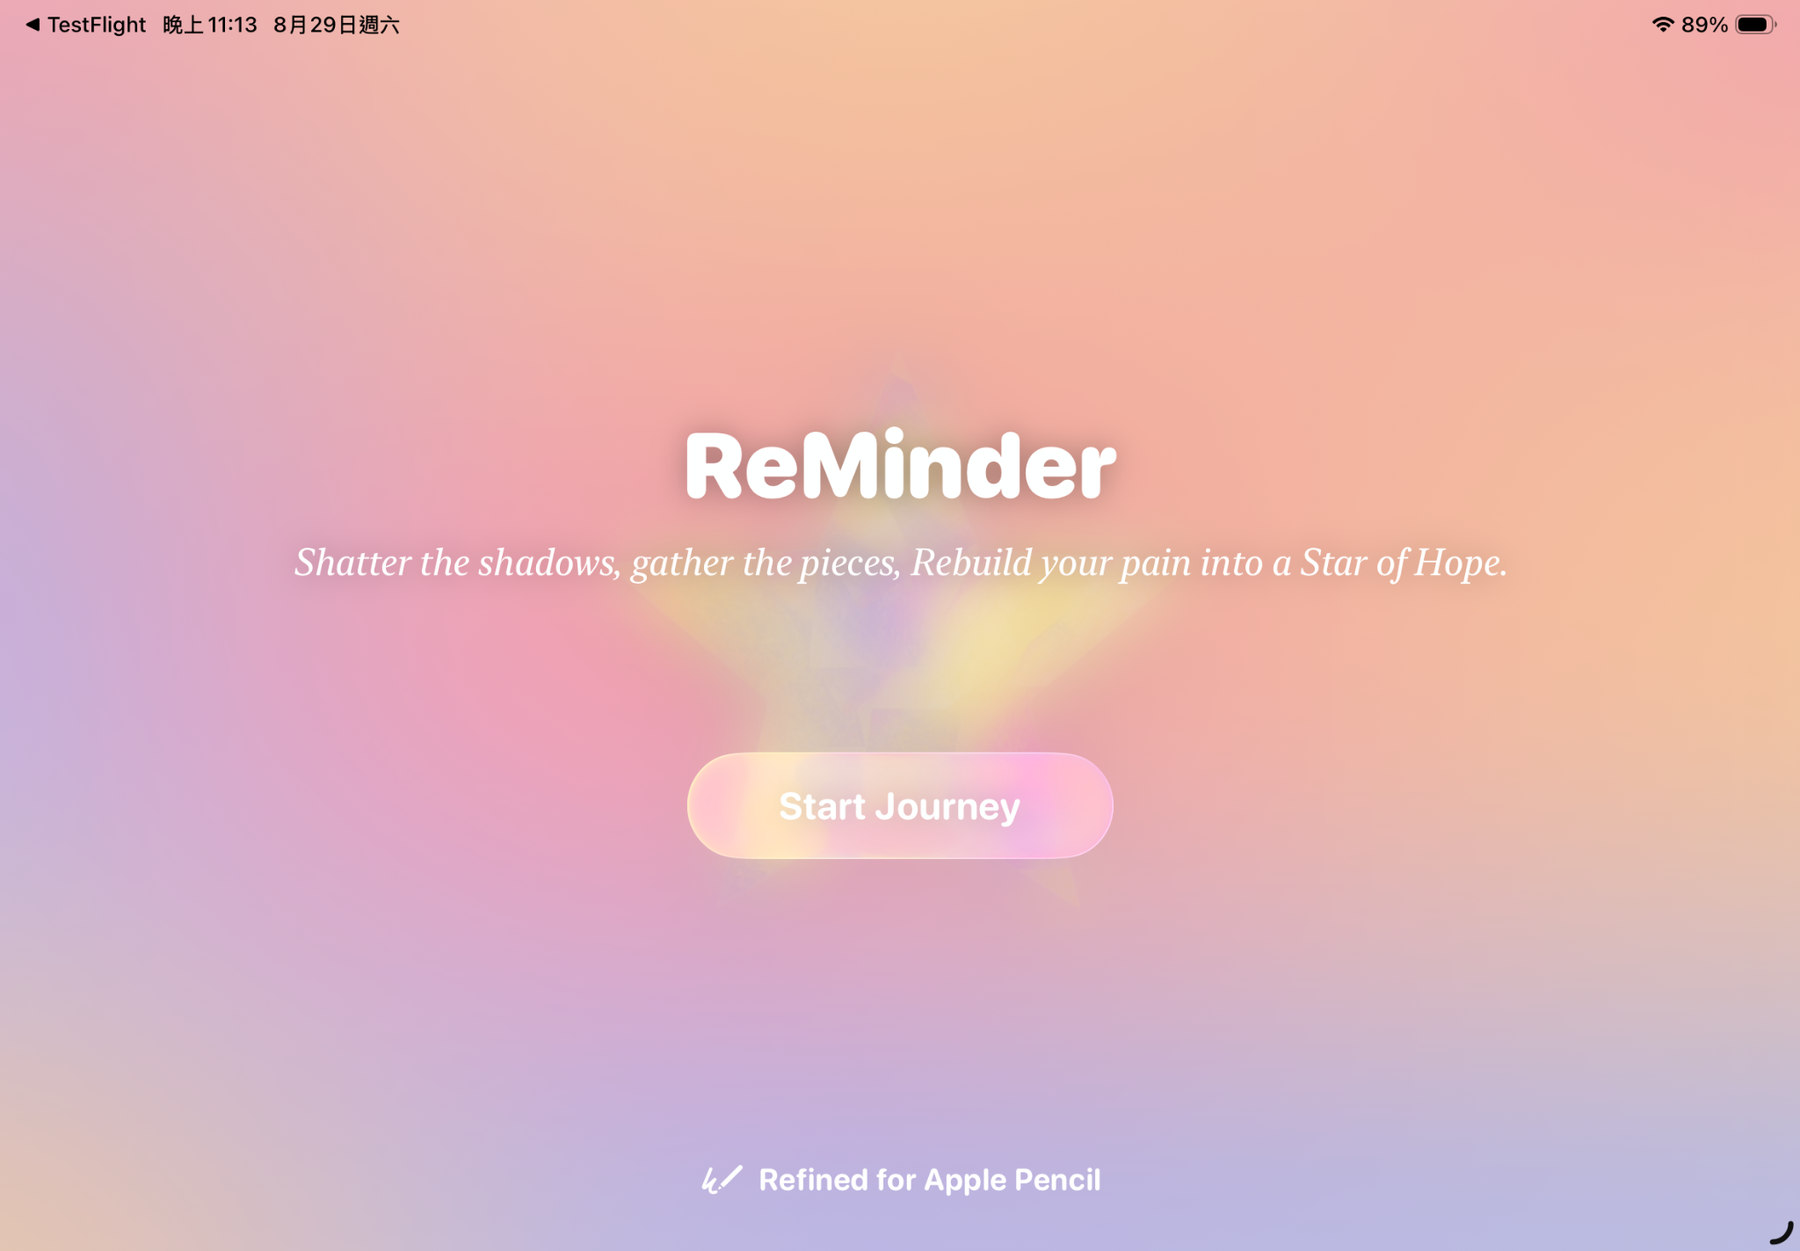 ◀ TestFlight 晚上11:13 8月29日週六 89%
ReMinder
Shatter the shadows, gather the pieces, Rebuild your pain into a Star of Hope.
Start Journey
Refined for Apple Pencil